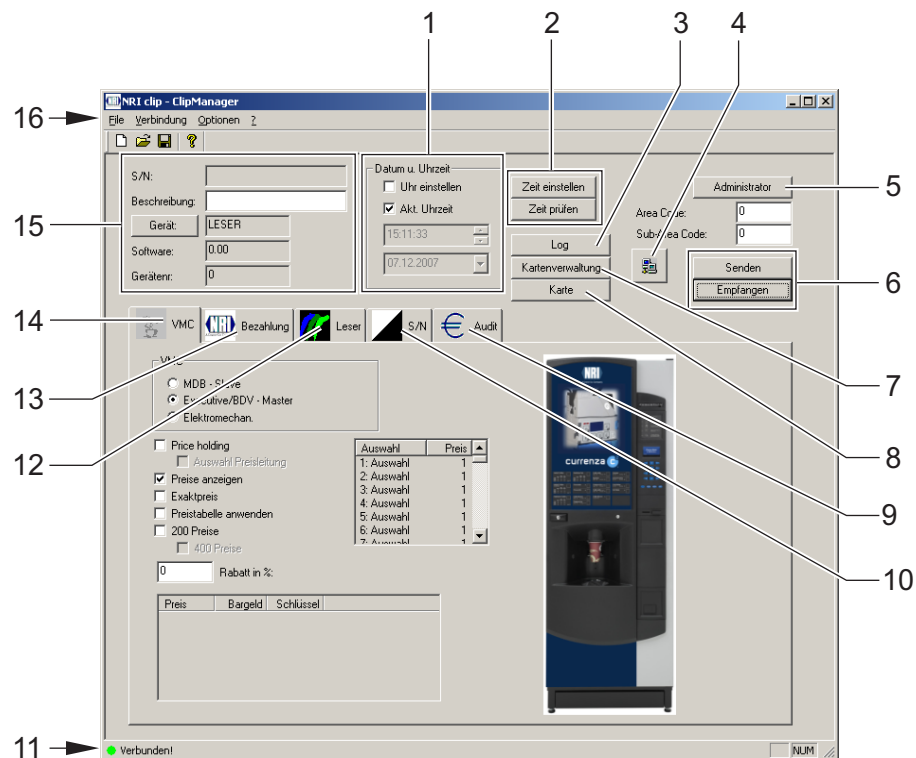 1
2
3
4
NRI clip - ClipManager
16
File Verbindung Optionen ?
S/N:
Beschreibung:
Gerät: LESER
Software: 0.00
Gerätenr: 0
15
Datum u. Uhrzeit
Uhr einstellen
Akt. Uhrzeit
15:11:33
07.12.2007
Zeit einstellen
Zeit prüfen
Log
Kartenverwaltung
Karte
Administrator
5
Area Code: 0
Sub-Area Code: 0
Senden
Empfangen
6
14
VMC
NRI Bezahlung
Leser
S/N
€ Audit
13
12
7
8
9
10
VMC
MDB - Slave
Executive/BDV - Master
Elektromechan.
Price holding
Auswahl Preisleitung
Preise anzeigen
Exaktpreis
Preistabelle anwenden
200 Preise
400 Preise
0 Rabatt in %:
Auswahl Preis
1: Auswahl 1
2: Auswahl 1
3: Auswahl 1
4: Auswahl 1
5: Auswahl 1
6: Auswahl 1
7: Auswahl 1
Preis Bargeld Schlüssel
NRI
currenza c
11
Verbunden!
NUM